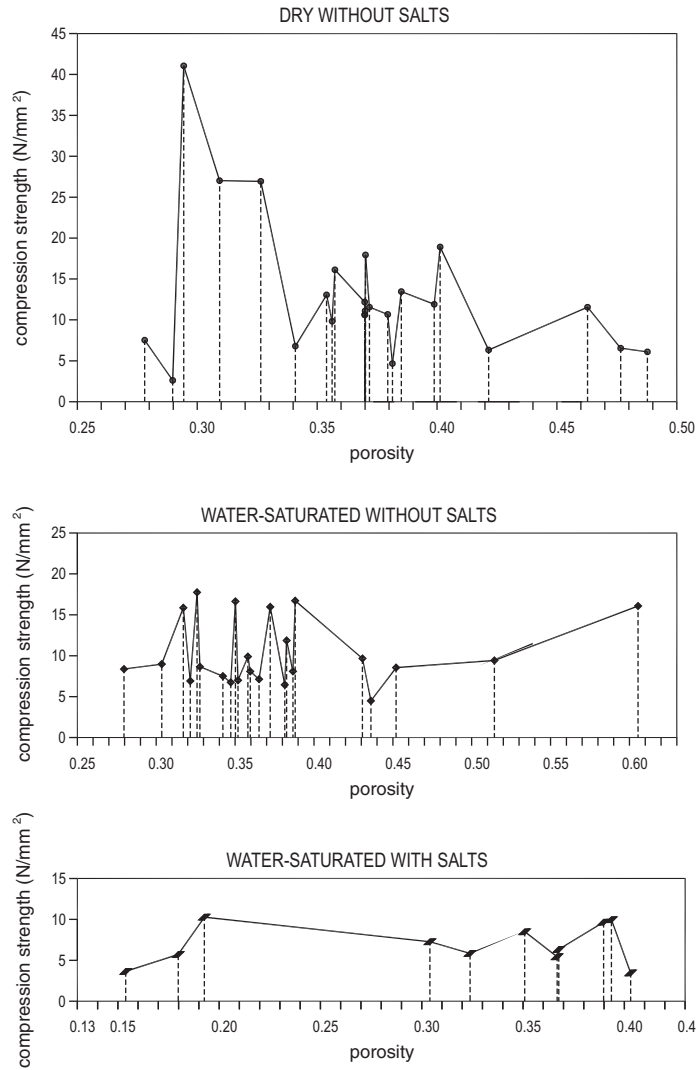 DRY WITHOUT SALTS
compression strength (N/mm²)
45
40
35
30
25
20
15
10
5
0
0.25 0.30 0.35 0.40 0.45 0.50
porosity
WATER-SATURATED WITHOUT SALTS
compression strength (N/mm²)
25
20
15
10
5
0
0.25 0.30 0.35 0.40 0.45 0.50 0.55 0.60
porosity
WATER-SATURATED WITH SALTS
compression strength (N/mm²)
15
10
5
0
0.13 0.15 0.20 0.25 0.30 0.35 0.40 0.4
porosity